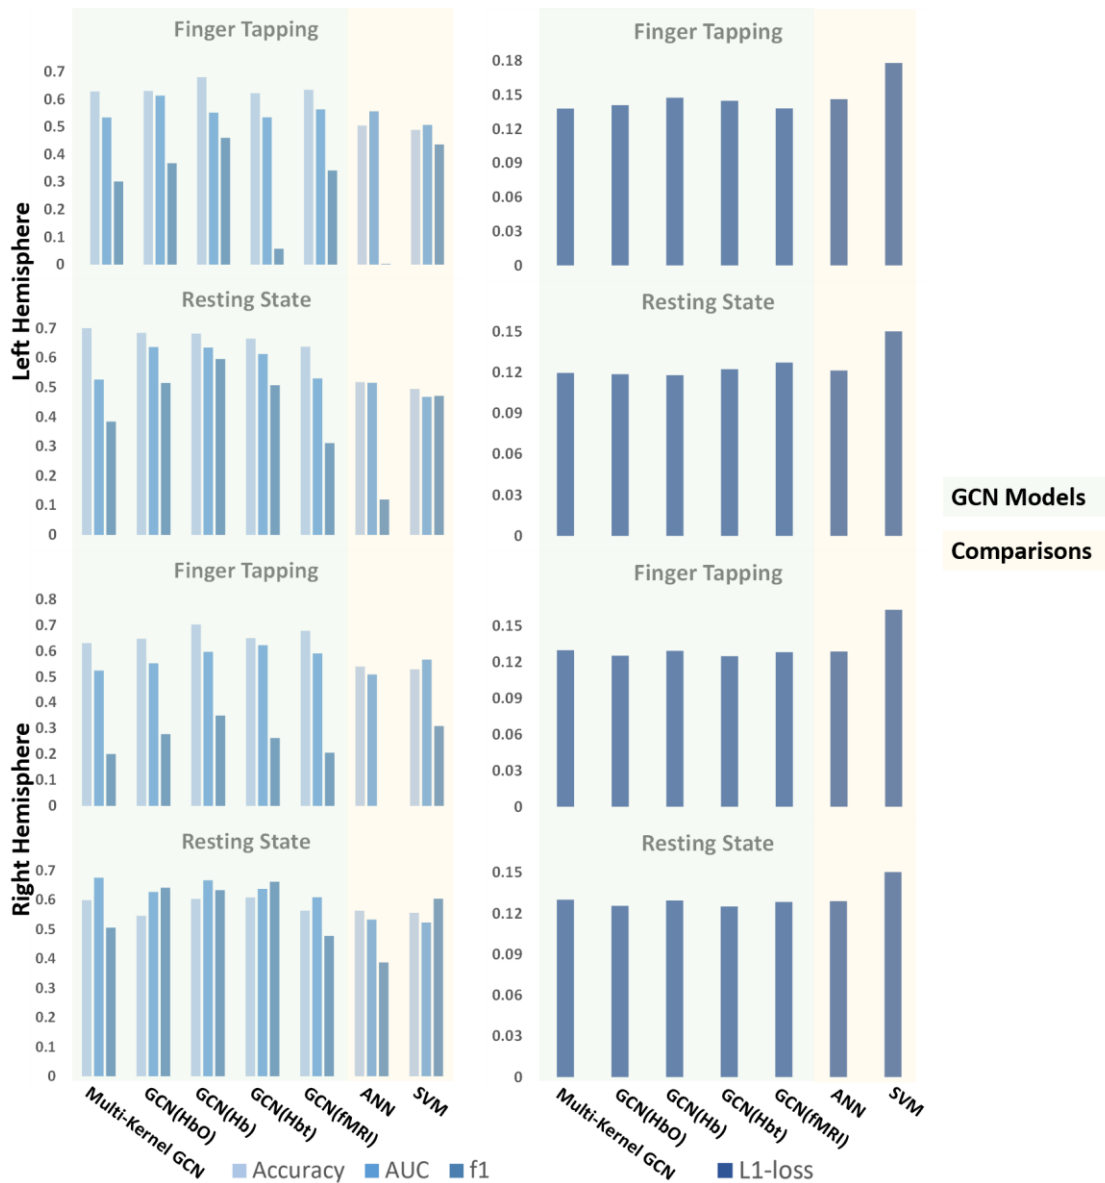 Finger Tapping
0.7
0.6
0.5
0.4
0.3
0.2
0.1
0
Finger Tapping
0.18
0.15
0.12
0.09
0.06
0.03
0
Left Hemisphere
Resting State
0.7
0.6
0.5
0.4
0.3
0.2
0.1
0
Resting State
0.15
0.12
0.09
0.06
0.03
0
GCN Models
Comparisons
Finger Tapping
0.8
0.7
0.6
0.5
0.4
0.3
0.2
0.1
0
Finger Tapping
0.15
0.12
0.09
0.06
0.03
0
Right Hemisphere
Resting State
0.7
0.6
0.5
0.4
0.3
0.2
0.1
0
Resting State
0.15
0.12
0.09
0.06
0.03
0
Multi-Kernel GCN
GCN(HbO)
GCN(Hb)
GCN(Hbt)
GCN(fMRI)
ANN
SVM
Multi-Kernel GCN
GCN(HbO)
GCN(Hb)
GCN(Hbt)
GCN(fMRI)
ANN
SVM
Accuracy AUC f1
L1-loss